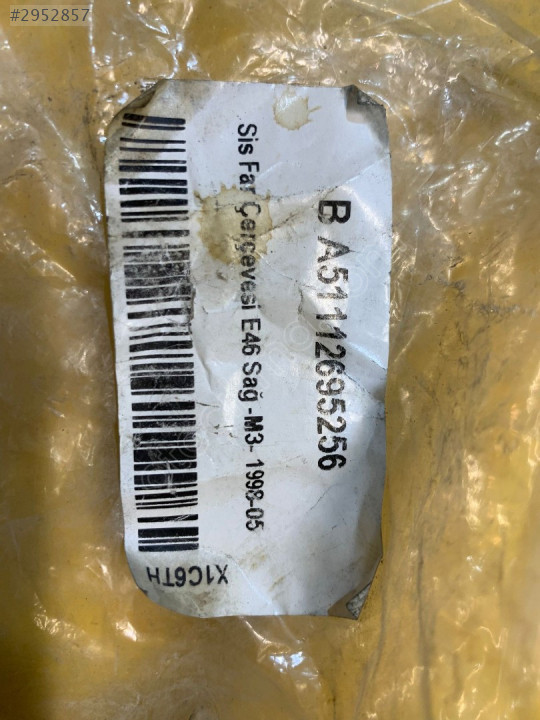 #2952857
B A51112695256
Sis Far Çerçevesi E46 Sağ -M3- 1998-05
X1C6TH